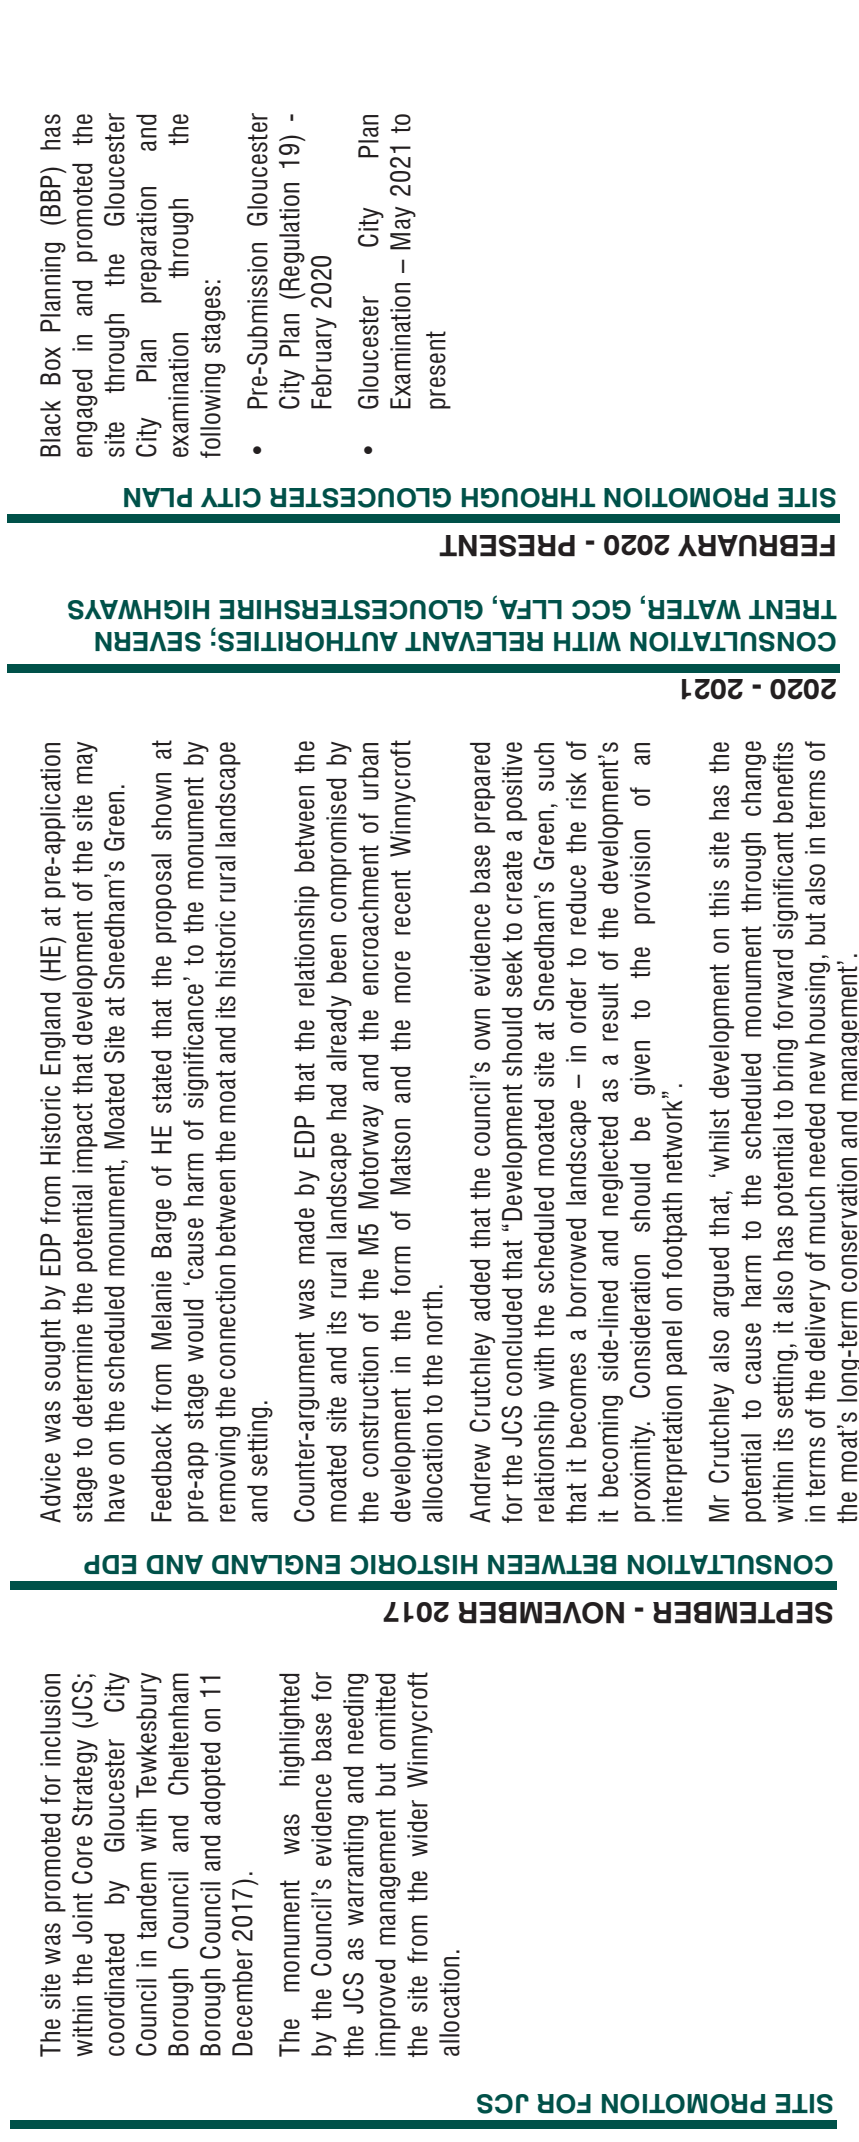 SITE PROMOTION FOR JCS
The site was promoted for inclusion
within the Joint Core Strategy (JCS;
coordinated by Gloucester City
Council in tandem with Tewkesbury
Borough Council and Cheltenham
Borough Council and adopted on 11
December 2017).
The monument was highlighted
by the Council's evidence base for
the JCS as warranting and needing
improved management but omitted
the site from the wider Winnycroft
allocation.
SEPTEMBER - NOVEMBER 2017
CONSULTATION BETWEEN HISTORIC ENGLAND AND EDP
Advice was sought by EDP from Historic England (HE) at pre-application
stage to determine the potential impact that development of the site may
have on the scheduled monument, Moated Site at Sneedham's Green.
Feedback from Melanie Barge of HE stated that the proposal shown at
pre-app stage would 'cause harm of significance' to the monument by
removing the connection between the moat and its historic rural landscape
and setting.
Counter-argument was made by EDP that the relationship between the
moated site and its rural landscape had already been compromised by
the construction of the M5 Motorway and the encroachment of urban
development in the form of Matson and the more recent Winnycroft
allocation to the north.
Andrew Crutchley added that the council's own evidence base prepared
for the JCS concluded that "Development should seek to create a positive
relationship with the scheduled moated site at Sneedham's Green, such
that it becomes a borrowed landscape – in order to reduce the risk of
it becoming side-lined and neglected as a result of the development's
proximity. Consideration should be given to the provision of an
interpretation panel on footpath network".
Mr Crutchley also argued that, 'whilst development on this site has the
potential to cause harm to the scheduled monument through change
within its setting, it also has potential to bring forward significant benefits
in terms of the delivery of much needed new housing, but also in terms of
the moat's long-term conservation and management'.
2020 - 2021
CONSULTATION WITH RELEVANT AUTHORITIES; SEVERN
TRENT WATER, GCC LLFA, GLOUCESTERSHIRE HIGHWAYS
FEBRUARY 2020 - PRESENT
SITE PROMOTION THROUGH GLOUCESTER CITY PLAN
Black Box Planning (BBP) has
engaged in and promoted the
site through the Gloucester
City Plan preparation and
examination through the
following stages:
• Pre-Submission Gloucester
City Plan (Regulation 19) -
February 2020
• Gloucester City Plan
Examination – May 2021 to
present